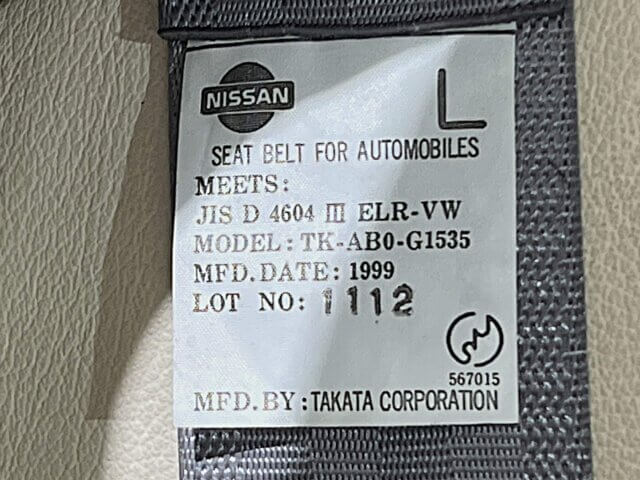 NISSAN
L
SEAT BELT FOR AUTOMOBILES
MEETS:
JIS D 4604 III ELR-VW
MODEL: TK-AB0-G1535
MFD.DATE: 1999
LOT NO: 1112
567015
MFD.BY: TAKATA CORPORATION